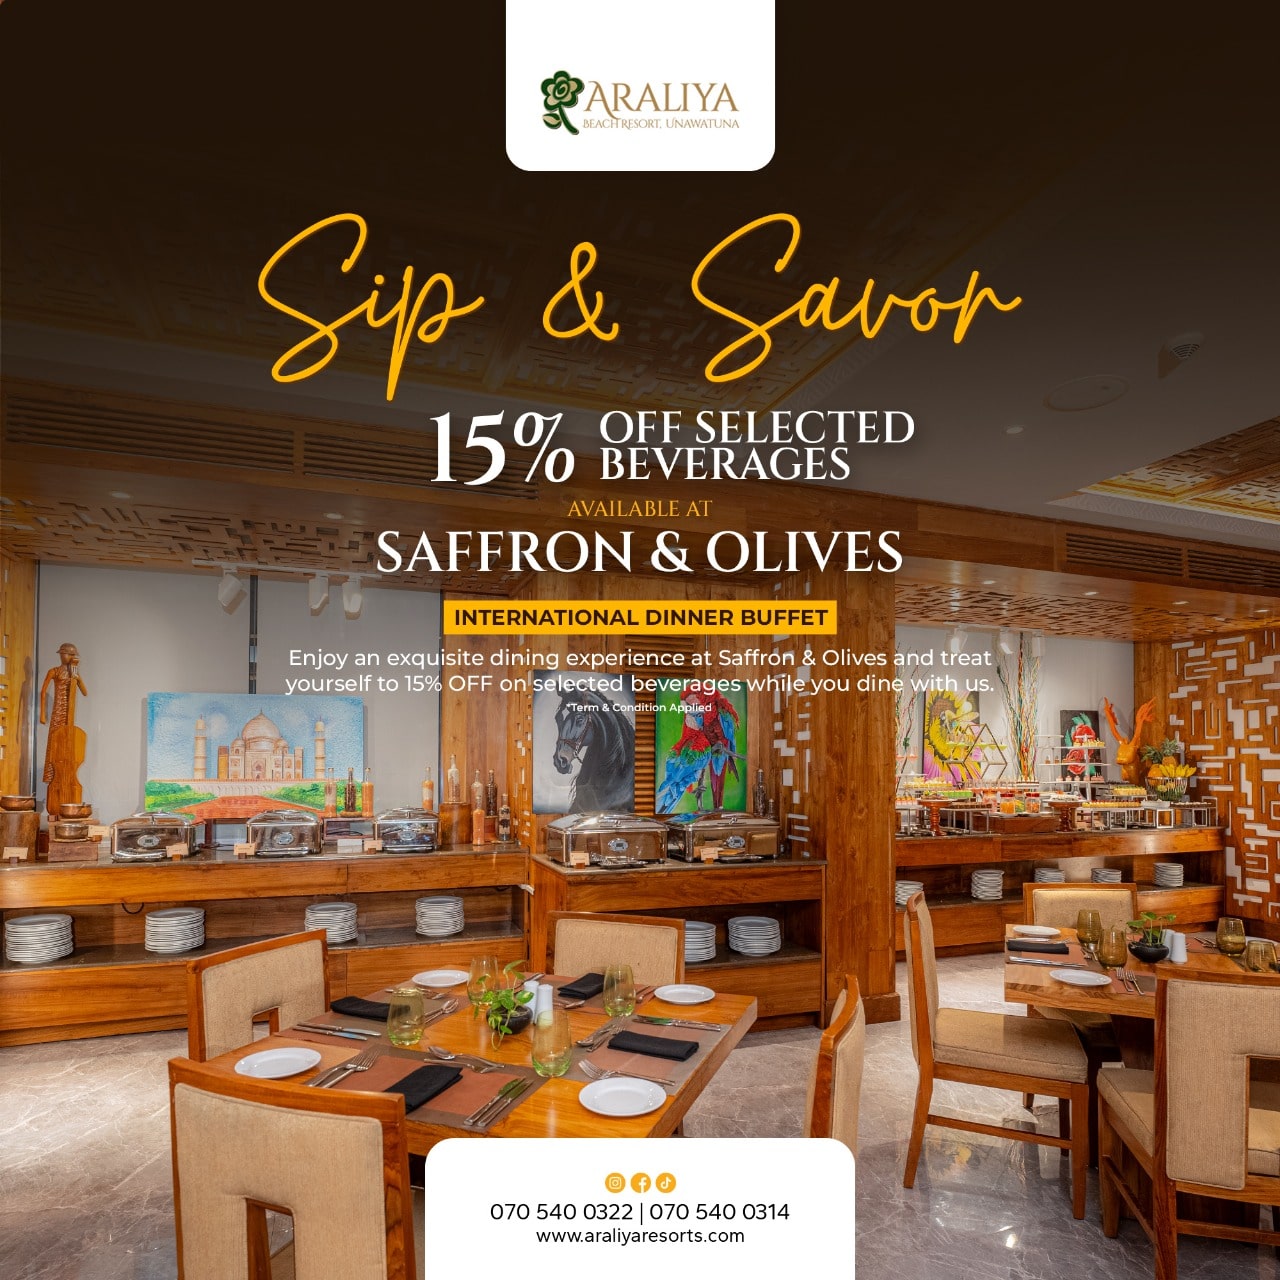 ARALIYA
BEACH RESORT, UNAWATUNA
Sip & Savor
15% OFF SELECTED
BEVERAGES
AVAILABLE AT
SAFFRON & OLIVES
INTERNATIONAL DINNER BUFFET
Enjoy an exquisite dining experience at Saffron & Olives and treat
yourself to 15% OFF on selected beverages while you dine with us.
*Term & Condition Applied
070 540 0322 | 070 540 0314
www.araliyaresorts.com